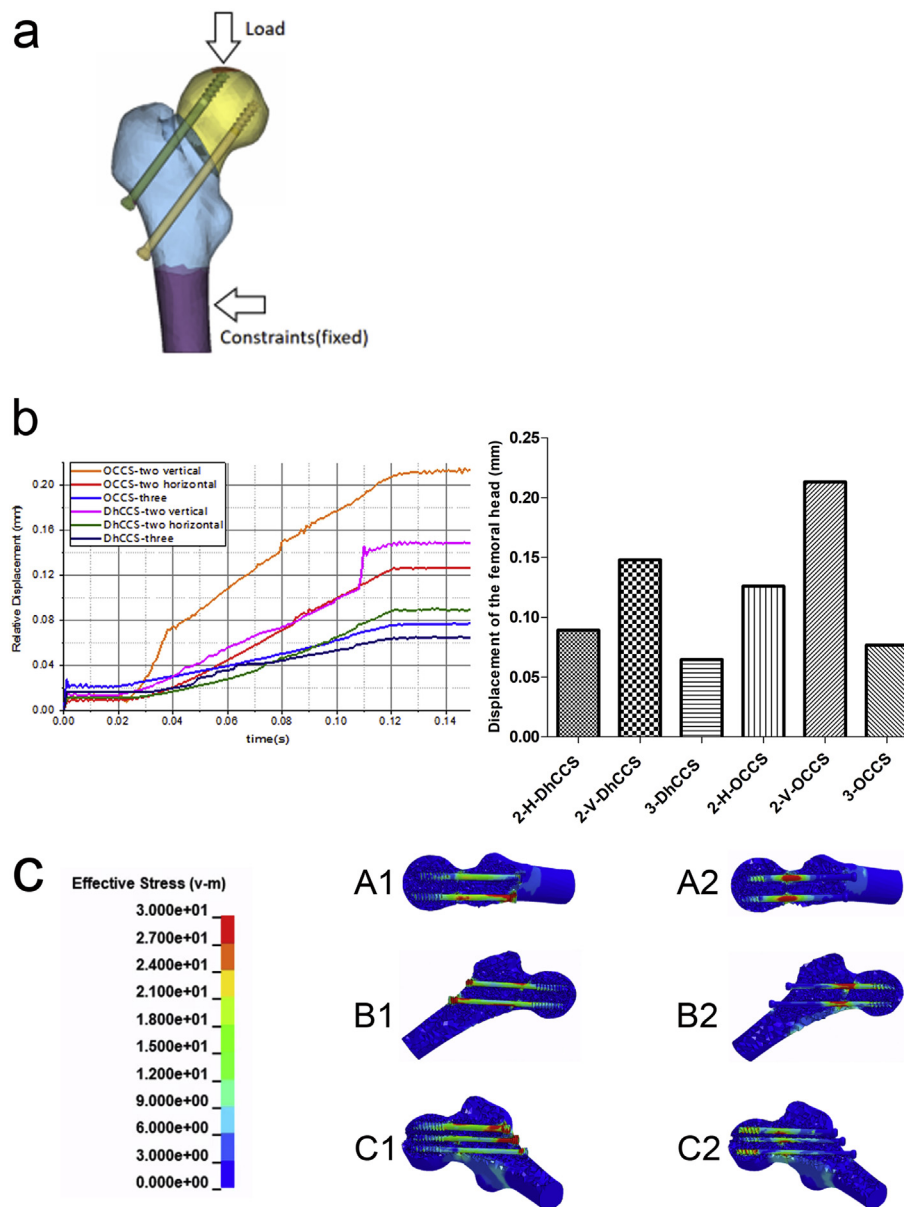 a
Load
Constraints(fixed)
b
OCCS-two vertical
OCCS-two horizontal
OCCS-three
DhCCS-two vertical
DhCCS-two horizontal
DhCCS-three
Relative Displacement (mm)
0.20
0.16
0.12
0.08
0.04
0.00
0.00 0.02 0.04 0.06 0.08 0.10 0.12 0.14
time(s)
Displacement of the femoral head (mm)
0.25
0.20
0.15
0.10
0.05
0.00
2-H-DhCCS
2-V-DhCCS
3-DhCCS
2-H-OCCS
2-V-OCCS
3-OCCS
c
Effective Stress (v-m)
3.000e+01
2.700e+01
2.400e+01
2.100e+01
1.800e+01
1.500e+01
1.200e+01
9.000e+00
6.000e+00
3.000e+00
0.000e+00
A1
A2
B1
B2
C1
C2